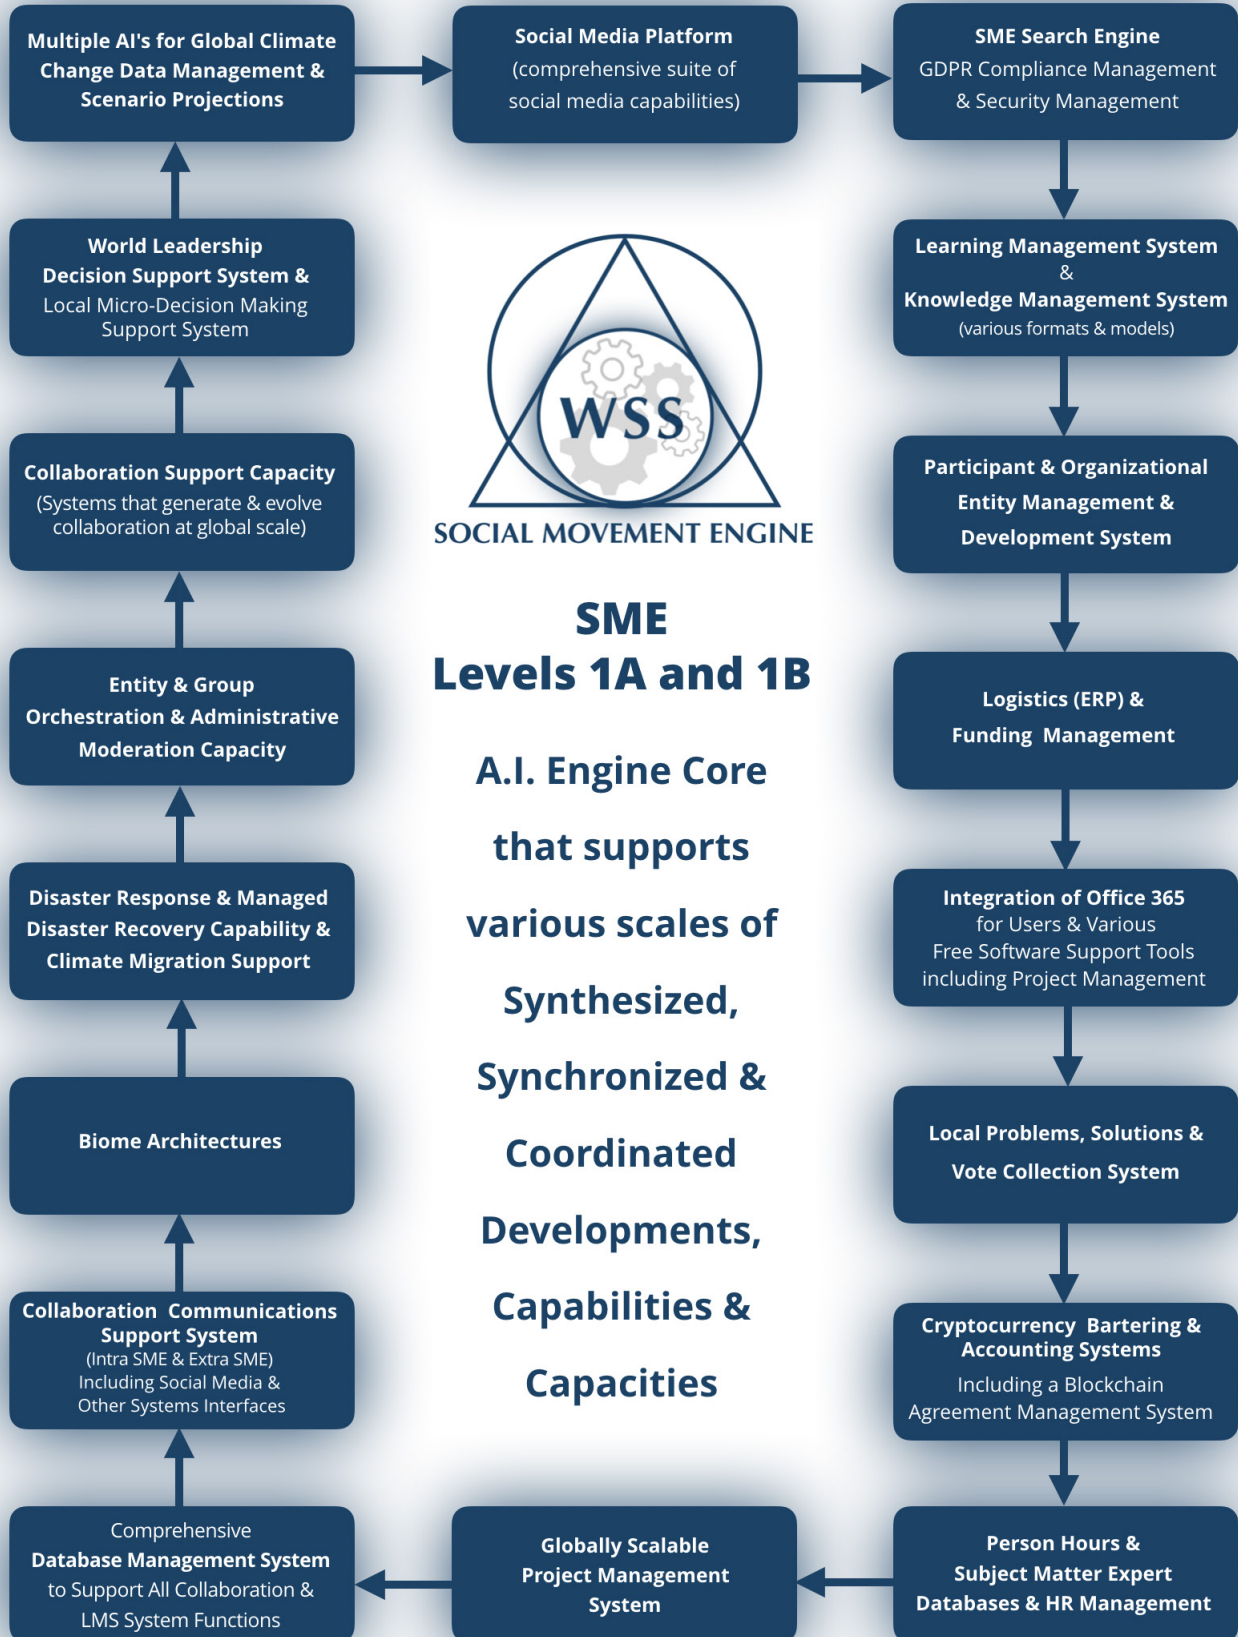 Multiple AI's for Global Climate
Change Data Management &
Scenario Projections
Social Media Platform
(comprehensive suite of
social media capabilities)
SME Search Engine
GDPR Compliance Management
& Security Management
Learning Management System
&
Knowledge Management System
(various formats & models)
Participant & Organizational
Entity Management &
Development System
Logistics (ERP) &
Funding Management
Integration of Office 365
for Users & Various
Free Software Support Tools
including Project Management
Local Problems, Solutions &
Vote Collection System
Cryptocurrency Bartering &
Accounting Systems
Including a Blockchain
Agreement Management System
Person Hours &
Subject Matter Expert
Databases & HR Management
Globally Scalable
Project Management
System
Comprehensive
Database Management System
to Support All Collaboration &
LMS System Functions
Collaboration Communications
Support System
(Intra SME & Extra SME)
Including Social Media &
Other Systems Interfaces
Biome Architectures
Disaster Response & Managed
Disaster Recovery Capability &
Climate Migration Support
Entity & Group
Orchestration & Administrative
Moderation Capacity
Collaboration Support Capacity
(Systems that generate & evolve
collaboration at global scale)
World Leadership
Decision Support System &
Local Micro-Decision Making
Support System
WSS
SOCIAL MOVEMENT ENGINE
SME
Levels 1A and 1B
A.I. Engine Core
that supports
various scales of
Synthesized,
Synchronized &
Coordinated
Developments,
Capabilities &
Capacities